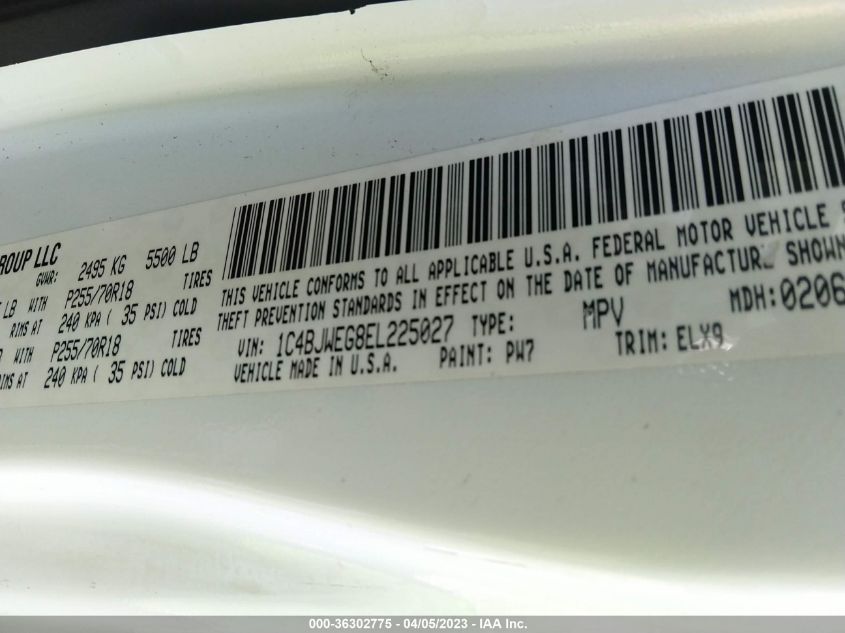 ROUP LLC
GVWR: 2495 KG 5500 LB
LB WITH P255/70R18 TIRES
RIMS AT 240 KPA ( 35 PSI) COLD
WITH P255/70R18 TIRES
RIMS AT 240 KPA ( 35 PSI) COLD
THIS VEHICLE CONFORMS TO ALL APPLICABLE U.S.A. FEDERAL MOTOR VEHICLE S
THEFT PREVENTION STANDARDS IN EFFECT ON THE DATE OF MANUFACTUR SHOWN
VIN: 1C4BJWEG8EL225027 TYPE: MPV MDH:0206
VEHICLE MADE IN U.S.A. PAINT: PW7 TRIM: ELX9
000-36302775 - 04/05/2023 - IAA Inc.